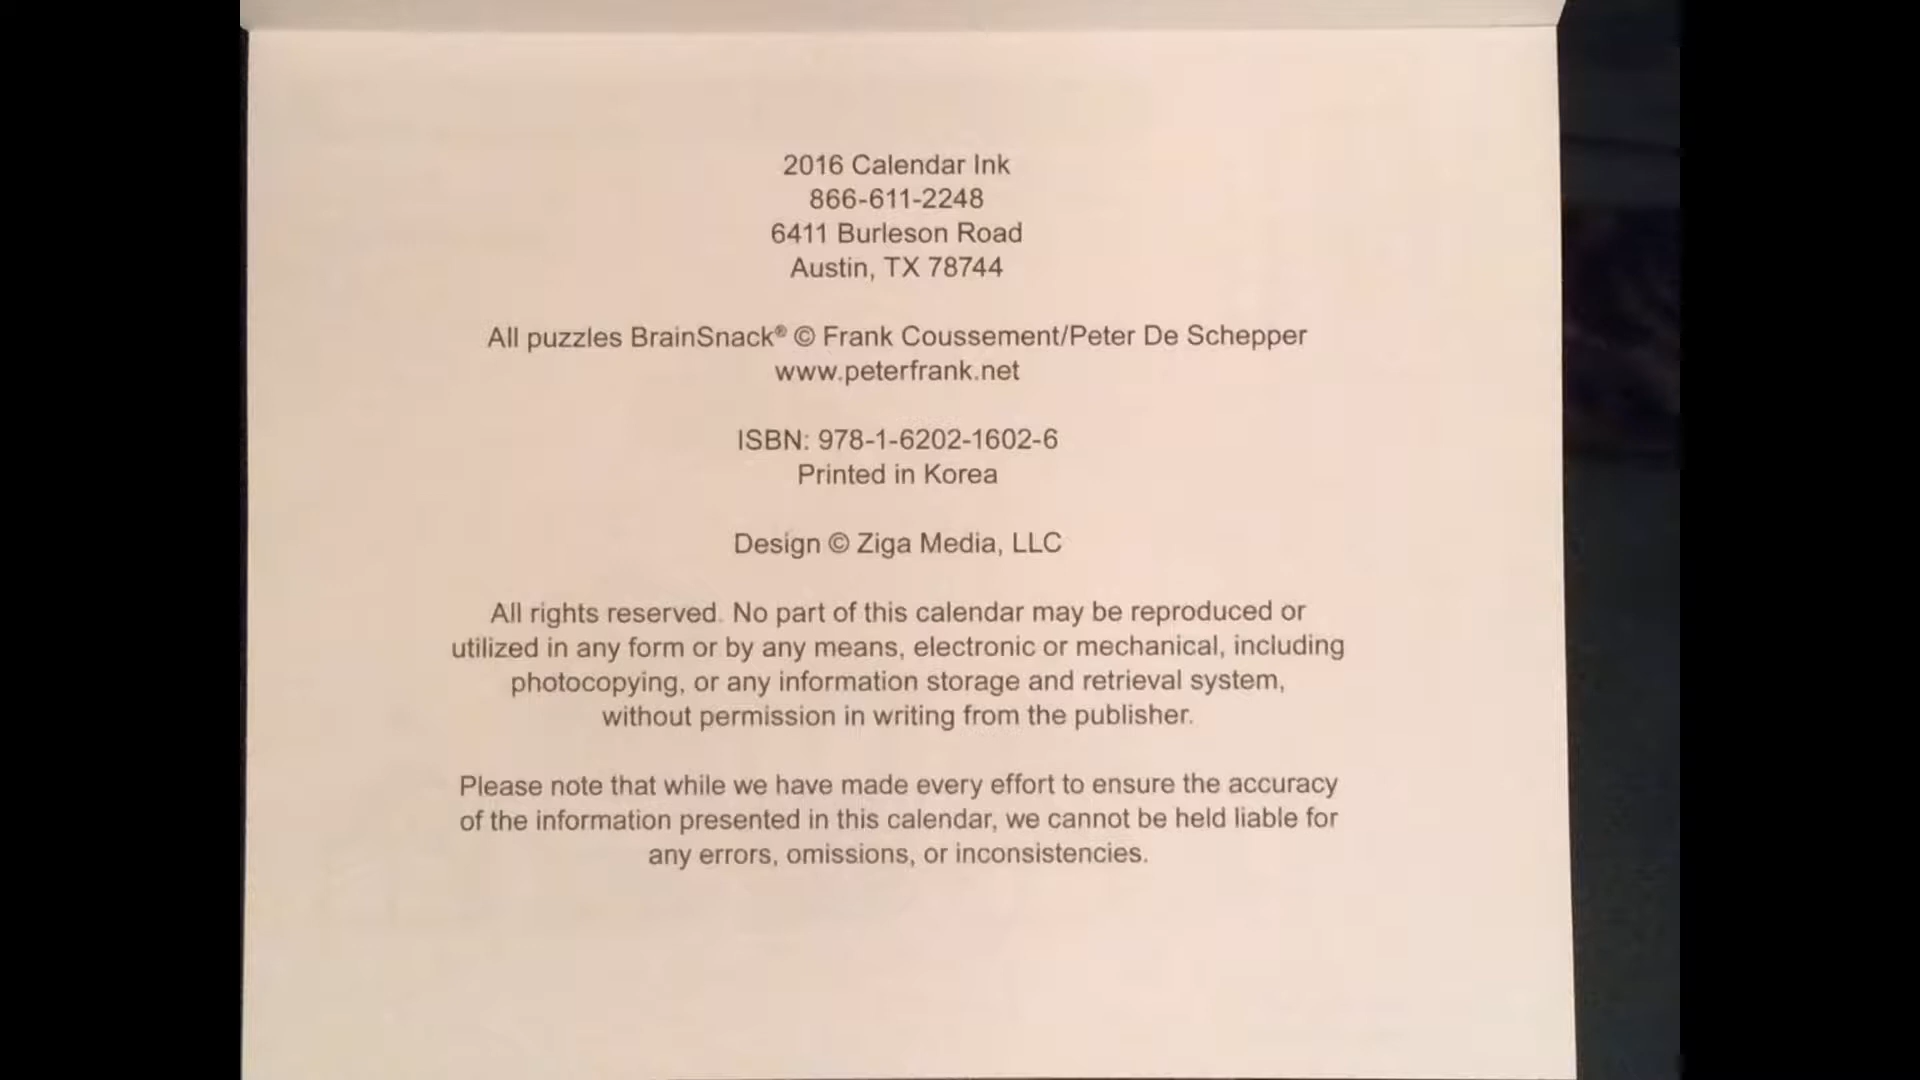 2016 Calendar Ink
866-611-2248
6411 Burleson Road
Austin, TX 78744
All puzzles BrainSnack® © Frank Coussement/Peter De Schepper
www.peterfrank.net
ISBN: 978-1-6202-1602-6
Printed in Korea
Design © Ziga Media, LLC
All rights reserved. No part of this calendar may be reproduced or
utilized in any form or by any means, electronic or mechanical, including
photocopying, or any information storage and retrieval system,
without permission in writing from the publisher.
Please note that while we have made every effort to ensure the accuracy
of the information presented in this calendar, we cannot be held liable for
any errors, omissions, or inconsistencies.